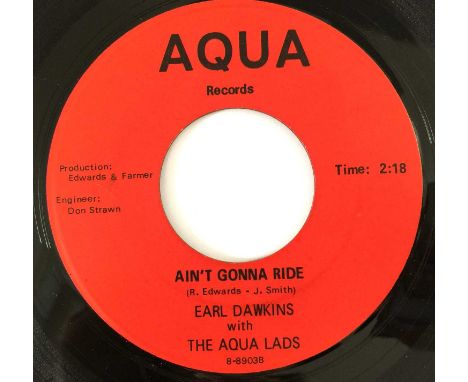 AQUA
Records
Production:
Edwards & Farmer
Engineer:
Don Strawn
Time: 2:18
AIN'T GONNA RIDE
(R. Edwards - J. Smith)
EARL DAWKINS
with
THE AQUA LADS
8-8903B